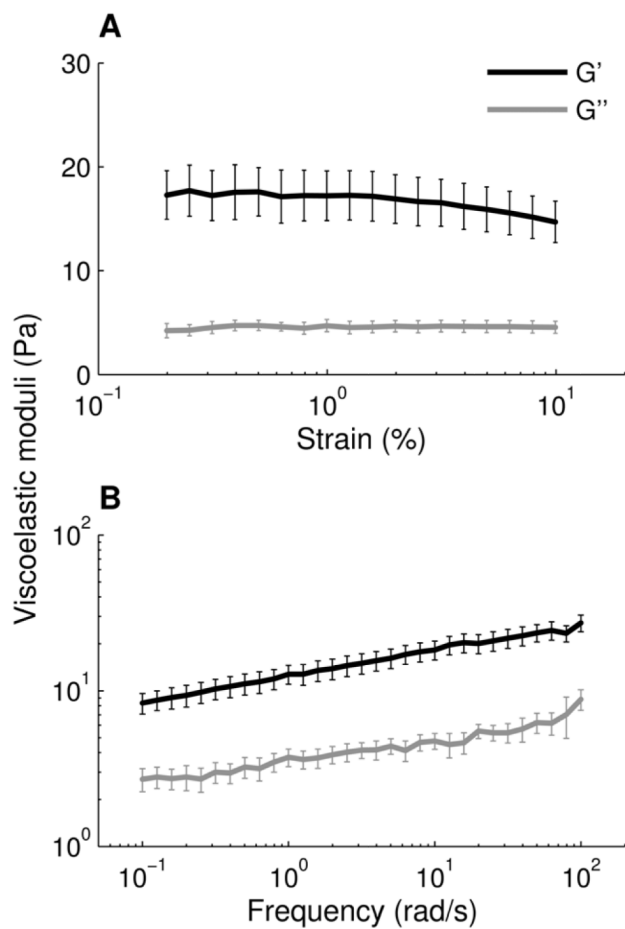 A
30
G’
G’’
20
10
0
10⁻¹ 10⁰ 10¹
Strain (%)
Viscoelastic moduli (Pa)
B
10²
10¹
10⁰
10⁻¹ 10⁰ 10¹ 10²
Frequency (rad/s)